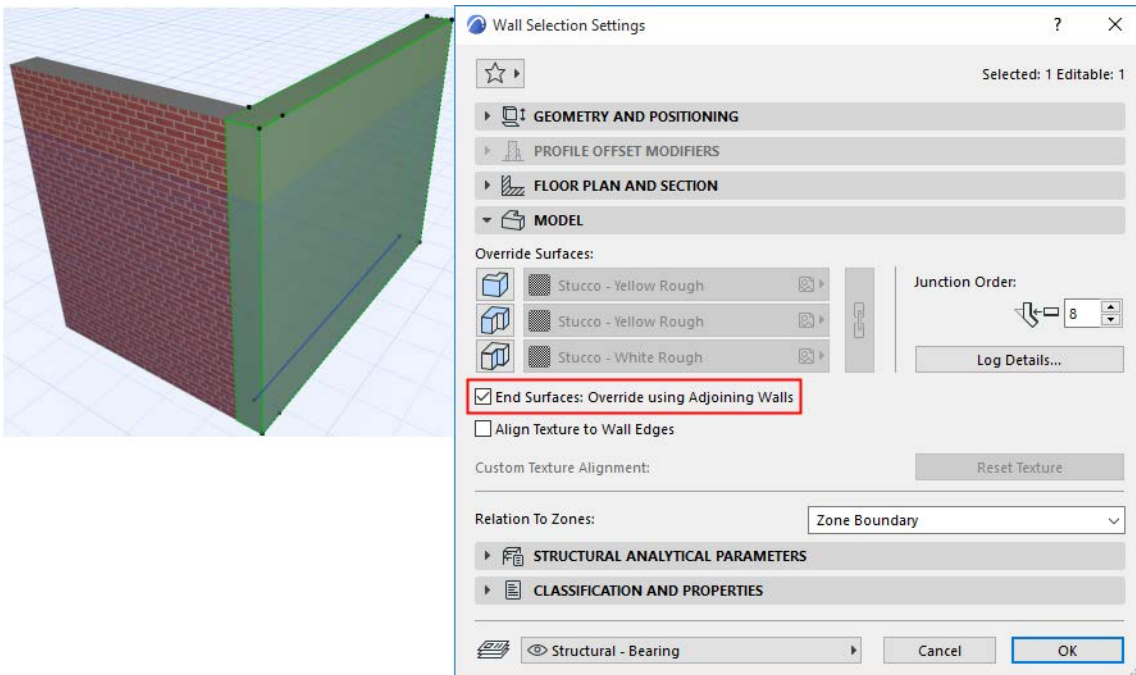 Wall Selection Settings
?
Selected: 1 Editable: 1
GEOMETRY AND POSITIONING
PROFILE OFFSET MODIFIERS
FLOOR PLAN AND SECTION
MODEL
Override Surfaces:
Stucco - Yellow Rough
Stucco - Yellow Rough
Stucco - White Rough
Junction Order:
8
Log Details...
End Surfaces: Override using Adjoining Walls
Align Texture to Wall Edges
Custom Texture Alignment:
Reset Texture
Relation To Zones:
Zone Boundary
STRUCTURAL ANALYTICAL PARAMETERS
CLASSIFICATION AND PROPERTIES
Structural - Bearing
Cancel
OK